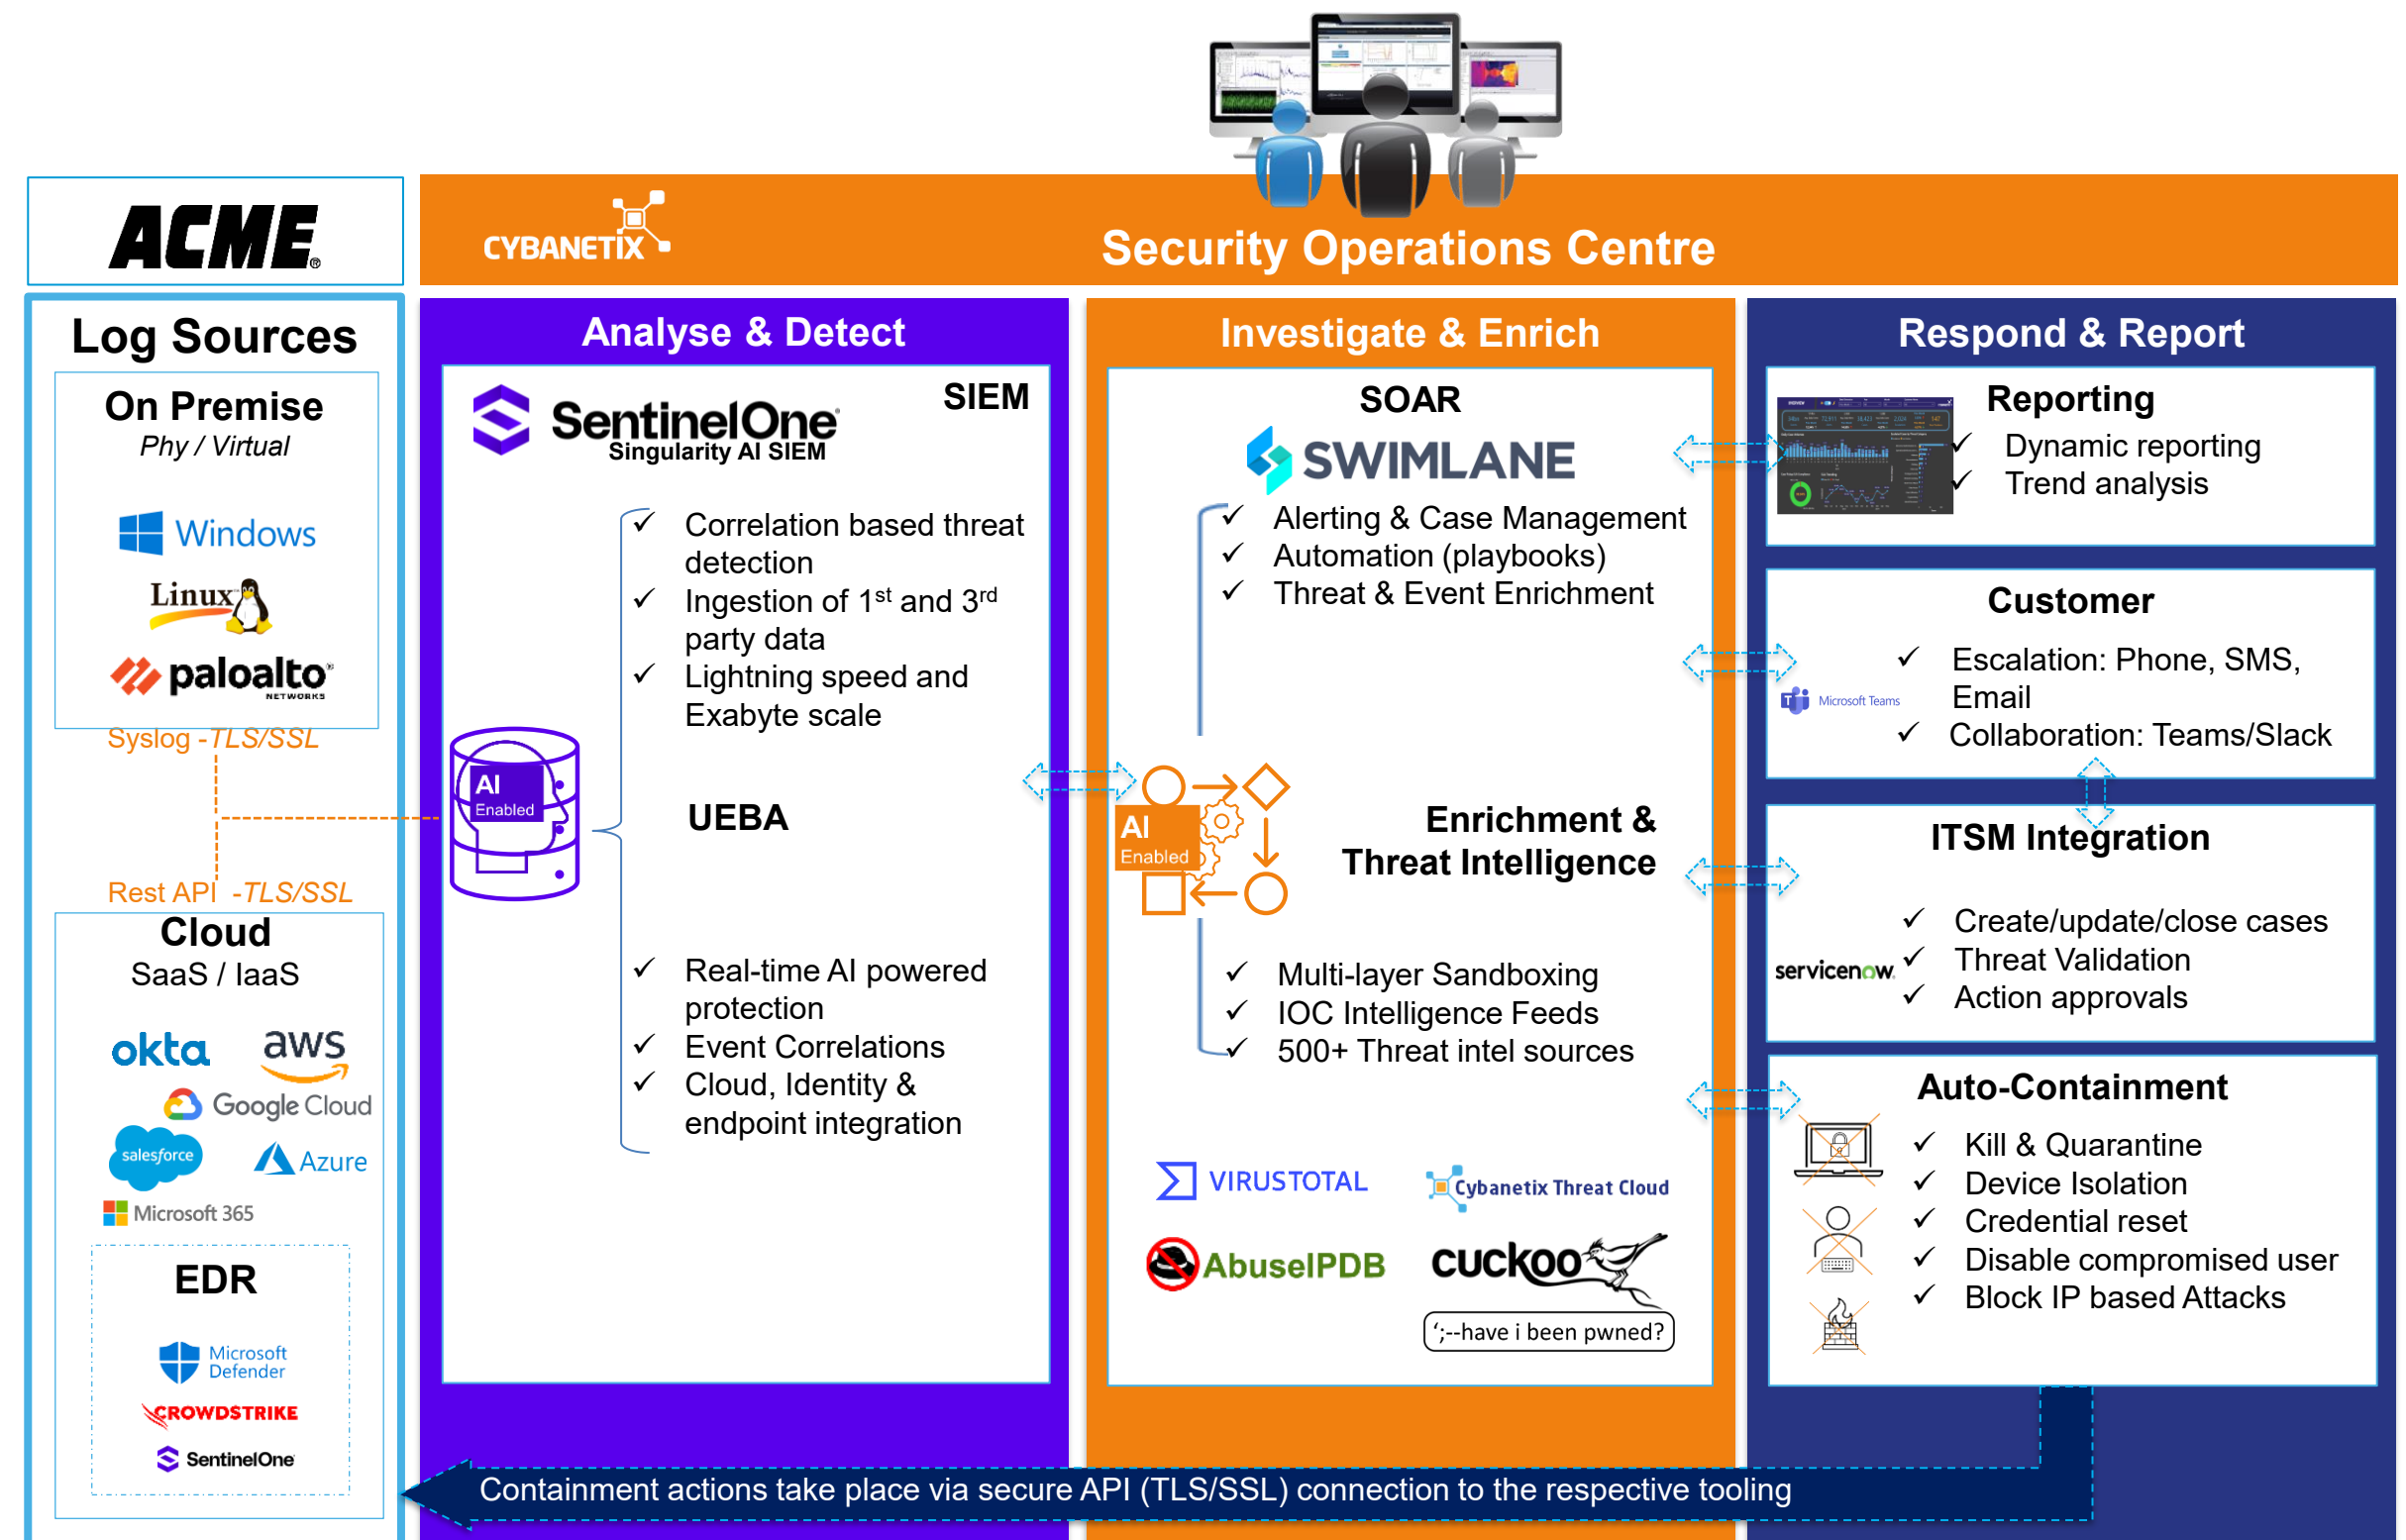 ACME®
CYBANETIX
Security Operations Centre
Log Sources
On Premise
Phy / Virtual
Windows
Linux
paloalto®
NETWORKS
Syslog -TLS/SSL
Rest API -TLS/SSL
Cloud
SaaS / IaaS
okta
aws
Google Cloud
salesforce
Azure
Microsoft 365
EDR
Microsoft
Defender
CROWDSTRIKE
SentinelOne
Analyse & Detect
SIEM
SentinelOne
Singularity AI SIEM
✓ Correlation based threat
detection
✓ Ingestion of 1st and 3rd
party data
✓ Lightning speed and
Exabyte scale
AI
Enabled
UEBA
✓ Real-time AI powered
protection
✓ Event Correlations
✓ Cloud, Identity &
endpoint integration
Investigate & Enrich
SOAR
SWIMLANE
✓ Alerting & Case Management
✓ Automation (playbooks)
✓ Threat & Event Enrichment
AI
Enabled
Enrichment &
Threat Intelligence
✓ Multi-layer Sandboxing
✓ IOC Intelligence Feeds
✓ 500+ Threat intel sources
VIRUSTOTAL
Cybanetix Threat Cloud
AbuseIPDB
cuckoo
‘;--have i been pwned?
Respond & Report
Reporting
✓ Dynamic reporting
✓ Trend analysis
Customer
✓ Escalation: Phone, SMS,
Email
Microsoft Teams
✓ Collaboration: Teams/Slack
ITSM Integration
✓ Create/update/close cases
✓ Threat Validation
servicenow
✓ Action approvals
Auto-Containment
✓ Kill & Quarantine
✓ Device Isolation
✓ Credential reset
✓ Disable compromised user
✓ Block IP based Attacks
Containment actions take place via secure API (TLS/SSL) connection to the respective tooling